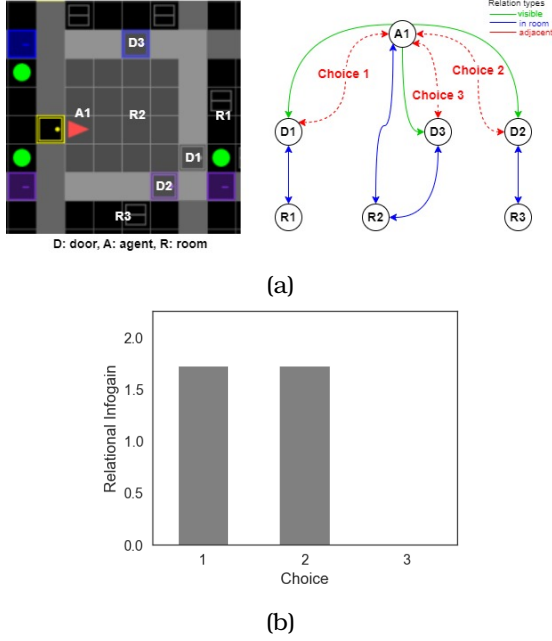 D3
A1
R2
R1
D1
D2
R3
D: door, A: agent, R: room
Relation types
visible
in room
adjacent
A1
Choice 1
Choice 2
Choice 3
D1
D3
D2
R1
R2
R3
(a)
Relational Infogain
2.0
1.5
1.0
0.5
0.0
1
2
3
Choice
(b)